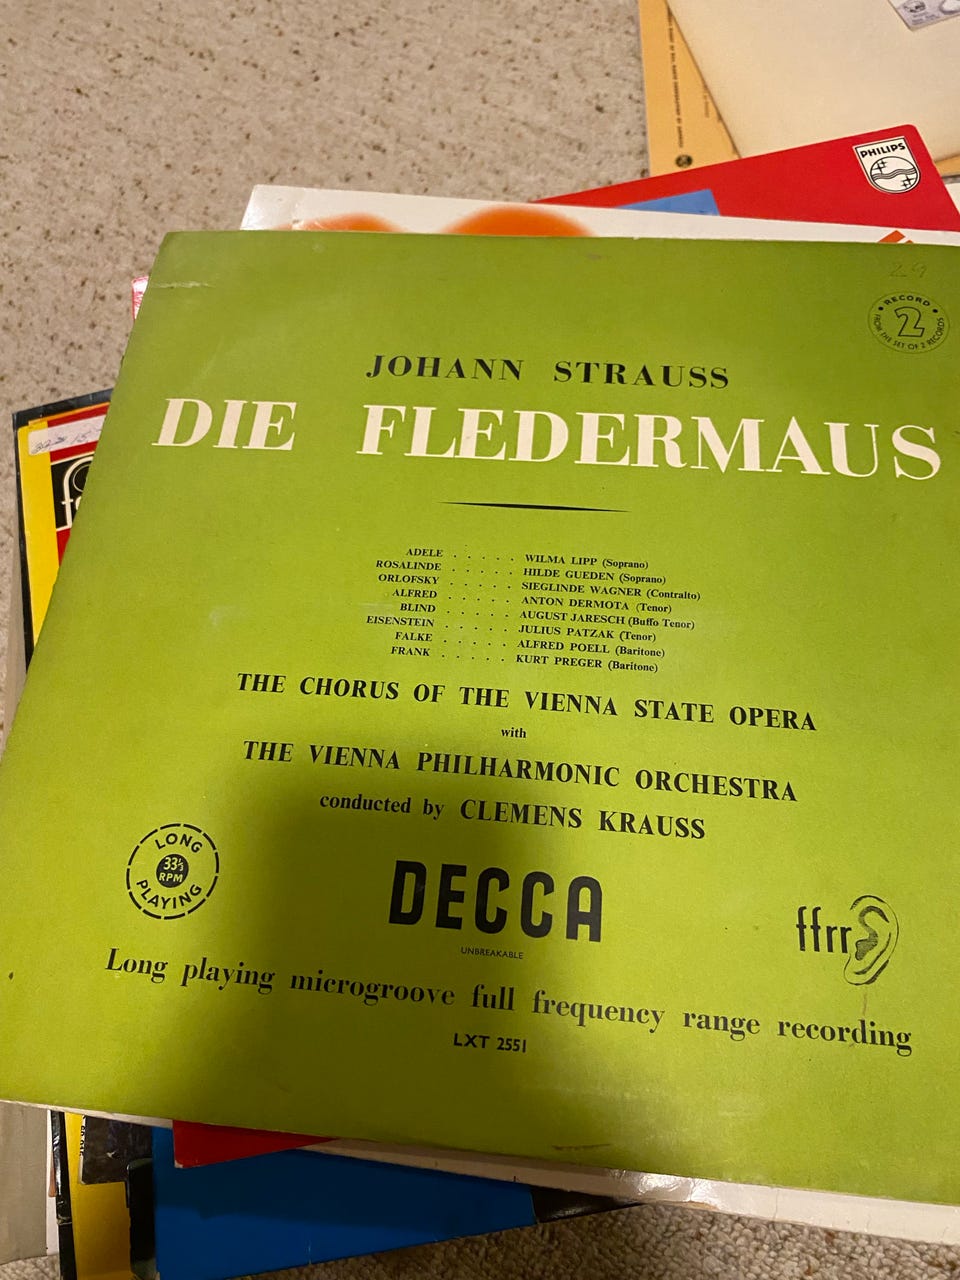 PHILIPS
29
RECORD
2
FROM THE SET OF 2 RECORDS
JOHANN STRAUSS
DIE FLEDERMAUS
ADELE . . . . . WILMA LIPP (Soprano)
ROSALINDE . . . . . HILDE GUEDEN (Soprano)
ORLOFSKY . . . . . SIEGLINDE WAGNER (Contralto)
ALFRED . . . . . ANTON DERMOTA (Tenor)
BLIND . . . . . AUGUST JARESCH (Buffo Tenor)
EISENSTEIN . . . . . JULIUS PATZAK (Tenor)
FALKE . . . . . ALFRED POELL (Baritone)
FRANK . . . . . KURT PREGER (Baritone)
THE CHORUS OF THE VIENNA STATE OPERA
with
THE VIENNA PHILHARMONIC ORCHESTRA
conducted by CLEMENS KRAUSS
LONG
33⅓
RPM
PLAYING
DECCA
UNBREAKABLE
ffrr
Long playing microgroove full frequency range recording
LXT 2551